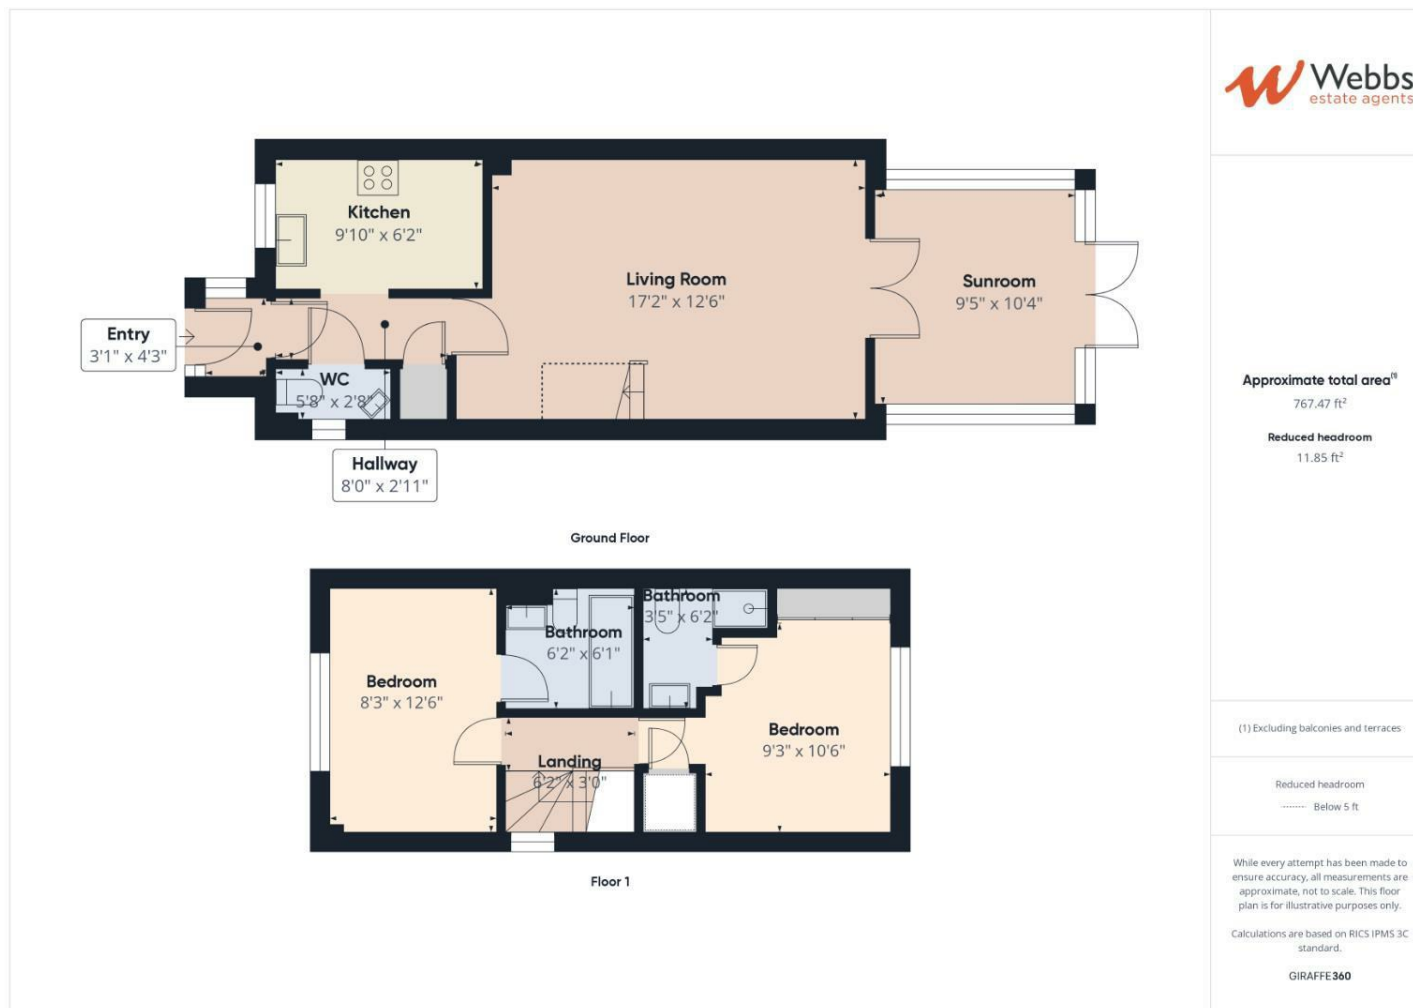 Webbs
estate agents
Kitchen
9'10" x 6'2"
Living Room
17'2" x 12'6"
Sunroom
9'5" x 10'4"
Entry
3'1" x 4'3"
WC
5'8" x 2'8"
Hallway
8'0" x 2'11"
Ground Floor
Bathroom
3'5" x 6'2"
Bathroom
6'2" x 6'1"
Bedroom
8'3" x 12'6"
Bedroom
9'3" x 10'6"
Landing
6'2" x 3'0"
Floor 1
Approximate total area⁽¹⁾
767.47 ft²
Reduced headroom
11.85 ft²
(1) Excluding balconies and terraces
Reduced headroom
Below 5 ft
While every attempt has been made to
ensure accuracy, all measurements are
approximate, not to scale. This floor
plan is for illustrative purposes only.
Calculations are based on RICS IPMS 3C
standard.
GIRAFFE360